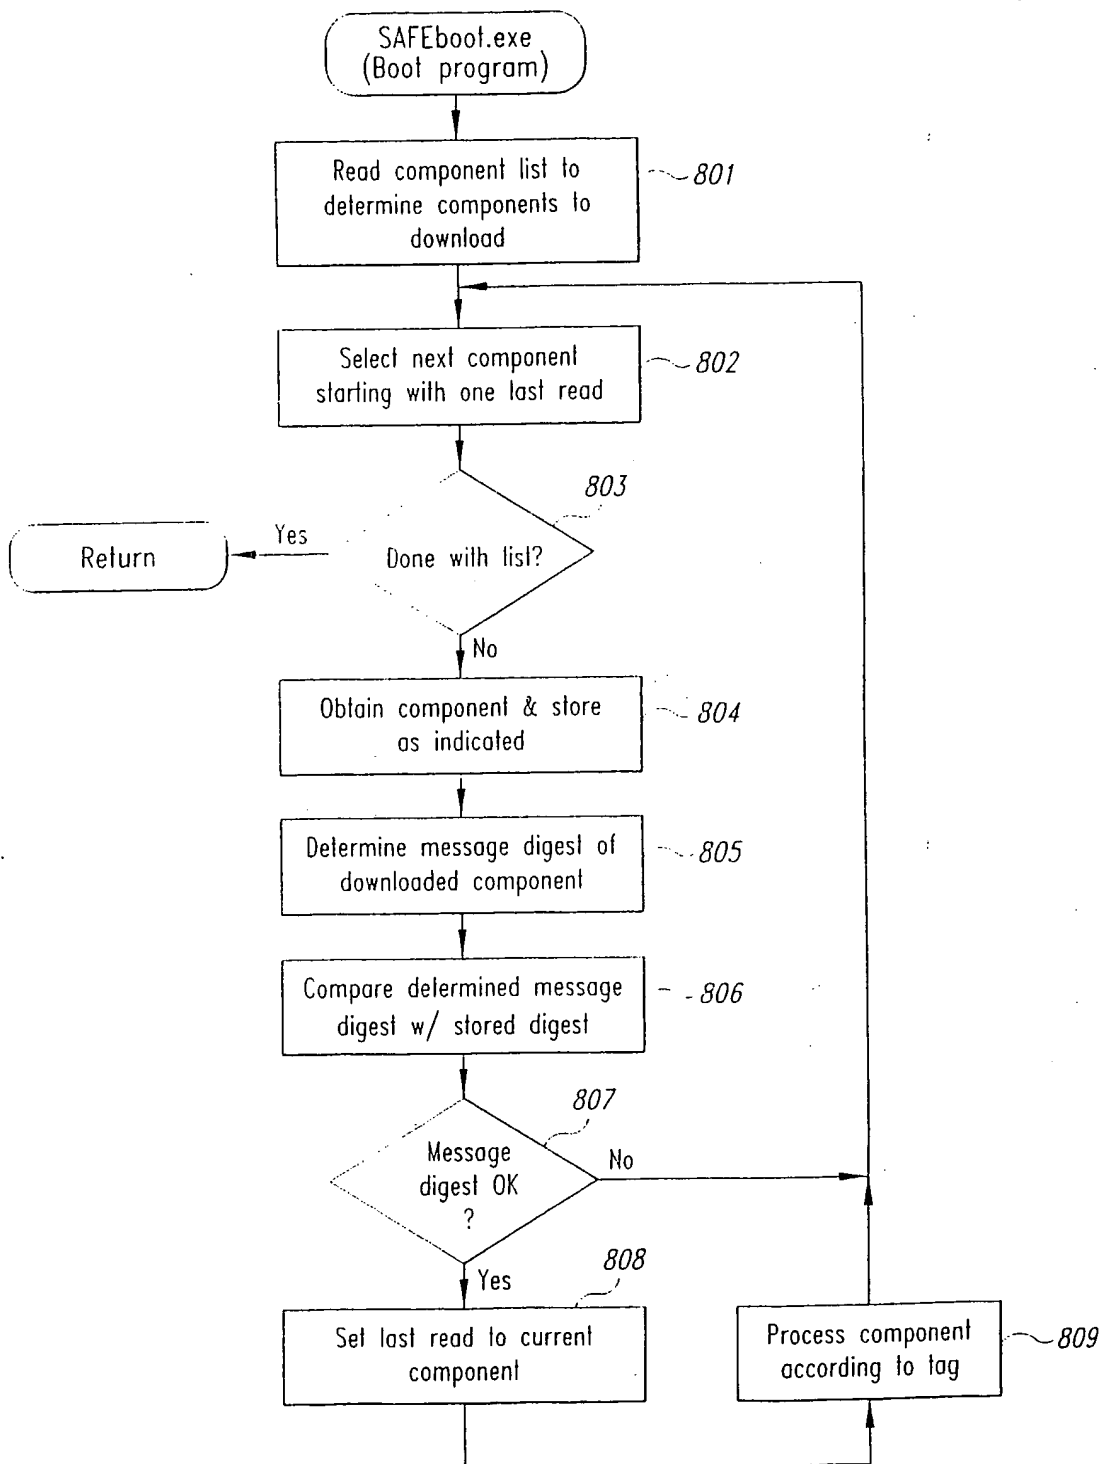 SAFEboot.exe
(Boot program)
Read component list to
determine components to
download
801
Select next component
starting with one last read
802
803
Done with list?
Yes
Return
No
Obtain component & store
as indicated
804
Determine message digest of
downloaded component
805
Compare determined message
digest w/ stored digest
806
807
Message
digest OK
?
No
Yes
808
Set last read to current
component
Process component
according to tag
809